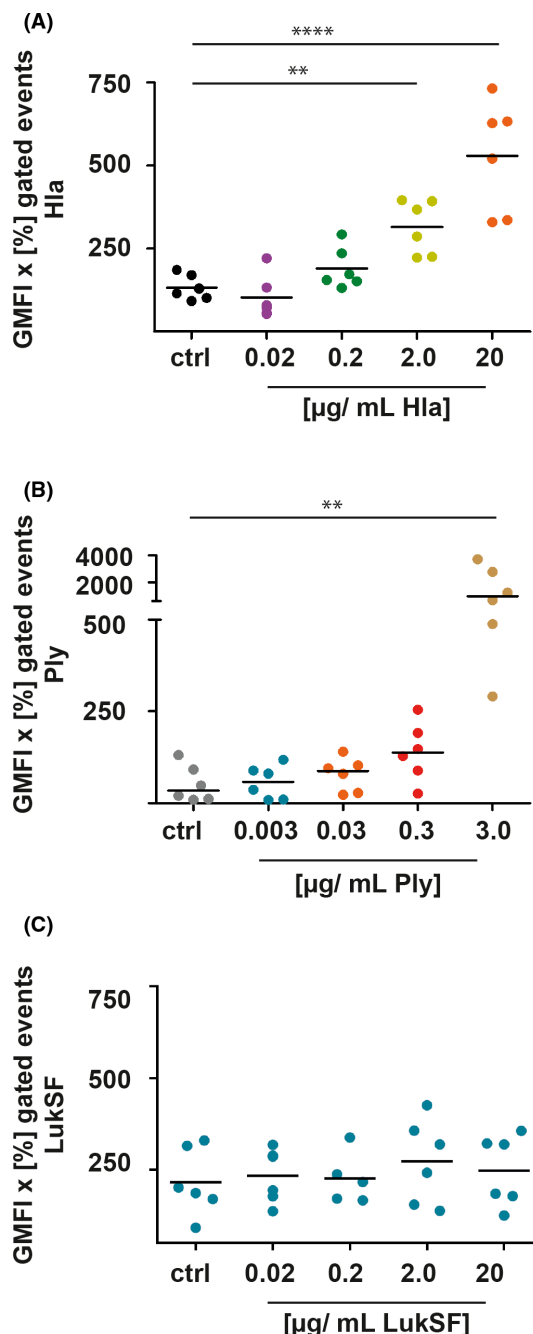 (A)
****
**
GMFI x [%] gated events
Hla
750
500
250
ctrl 0.02 0.2 2.0 20
[µg/ mL Hla]
(B)
**
GMFI x [%] gated events
Ply
4000
2000
500
250
ctrl 0.003 0.03 0.3 3.0
[µg/ mL Ply]
(C)
GMFI x [%] gated events
LukSF
750
500
250
ctrl 0.02 0.2 2.0 20
[µg/ mL LukSF]